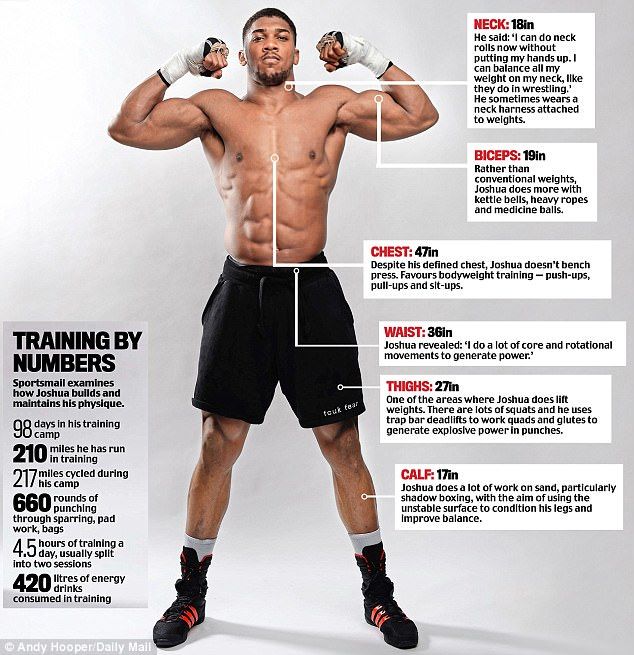 NECK: 18in
He said: ‘I can do neck
rolls now without
putting my hands up. I
can balance all my
weight on my neck, like
they do in wrestling.’
He sometimes wears a
neck harness attached
to weights.
BICEPS: 19in
Rather than
conventional weights,
Joshua does more with
kettle bells, heavy ropes
and medicine balls.
CHEST: 47in
Despite his defined chest, Joshua doesn’t bench
press. Favours bodyweight training — push-ups,
pull-ups and sit-ups.
WAIST: 36in
Joshua revealed: ‘I do a lot of core and rotational
movements to generate power.’
THIGHS: 27in
One of the areas where Joshua does lift
weights. There are lots of squats and he uses
trap bar deadlifts to work quads and glutes to
generate explosive power in punches.
CALF: 17in
Joshua does a lot of work on sand, particularly
shadow boxing, with the aim of using the
unstable surface to condition his legs and
improve balance.
TRAINING BY
NUMBERS
Sportsmail examines
how Joshua builds and
maintains his physique.
98 days in his training
camp
210 miles he has run
in training
217 miles cycled during
his camp
660 rounds of
punching
through sparring, pad
work, bags
4.5 hours of training a
day, usually split
into two sessions
420 litres of energy
drinks
consumed in training
© Andy Hooper/Daily Mail